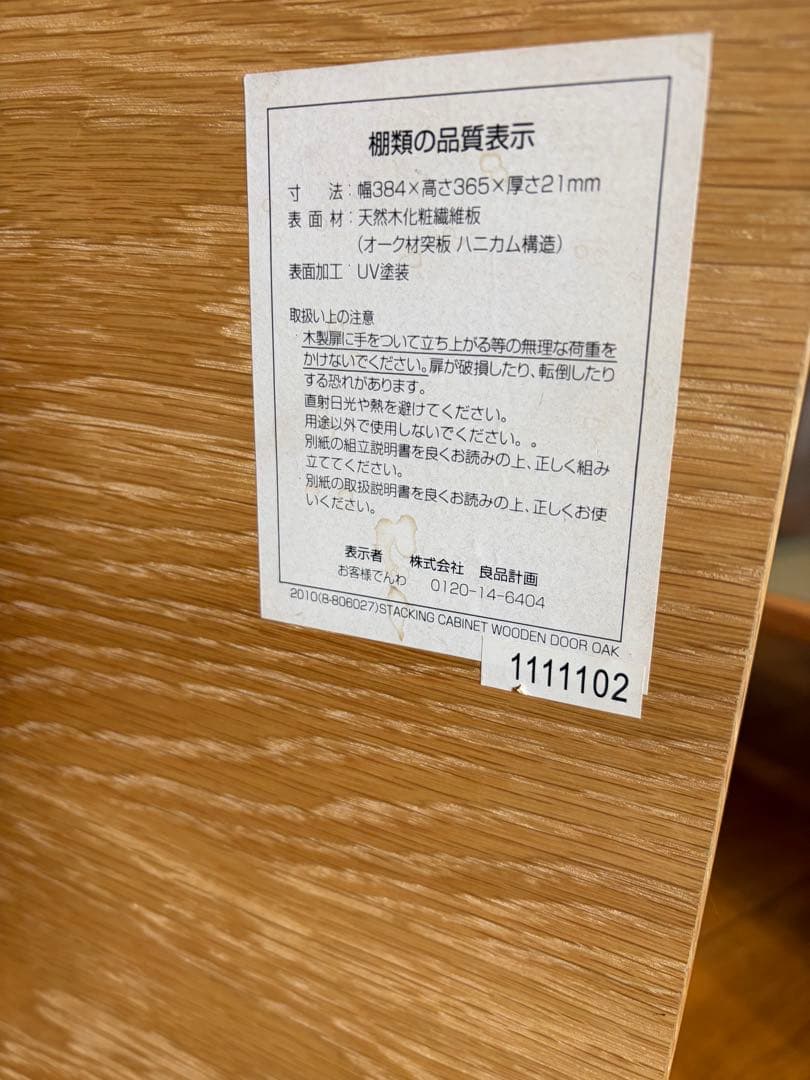 棚類の品質表示
寸 法:幅384×高さ365×厚さ21mm
表面材:天然木化粧繊維板
(オーク材突板 ハニカム構造)
表面加工:UV塗装
取扱い上の注意
木製扉に手をついて立ち上がる等の無理な荷重を
かけないでください。扉が破損したり、転倒したり
する恐れがあります。
直射日光や熱を避けてください。
用途以外で使用しないでください。。
別紙の組立説明書を良くお読みの上、正しく組み
立ててください。
別紙の取扱説明書を良くお読みの上、正しくお使
いください。
表示者 株式会社 良品計画
お客様でんわ 0120-14-6404
2010(8-806027)STACKING CABINET WOODEN DOOR OAK
1111102